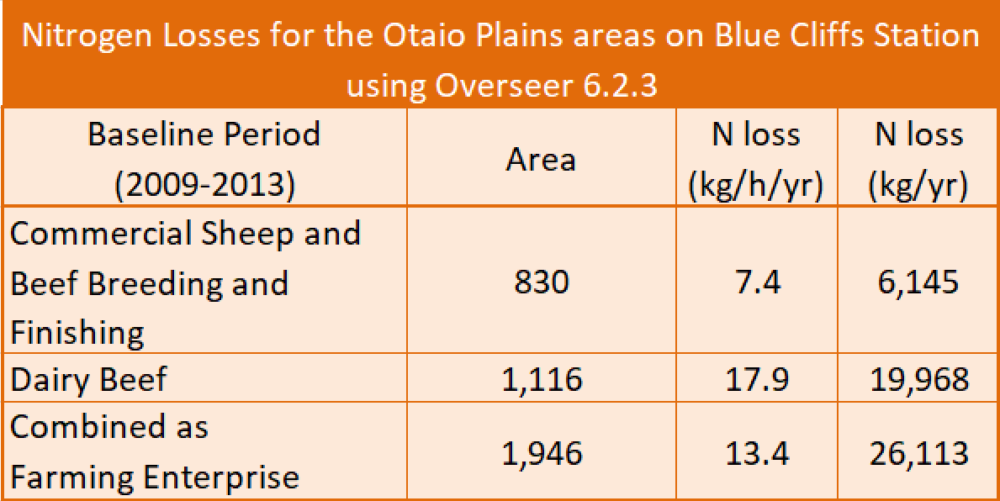 Nitrogen Losses for the Otaio Plains areas on Blue Cliffs Station
using Overseer 6.2.3
Baseline Period
(2009-2013)
Area
N loss
(kg/h/yr)
N loss
(kg/yr)
Commercial Sheep and
Beef Breeding and
Finishing
830
7.4
6,145
Dairy Beef
1,116
17.9
19,968
Combined as
Farming Enterprise
1,946
13.4
26,113